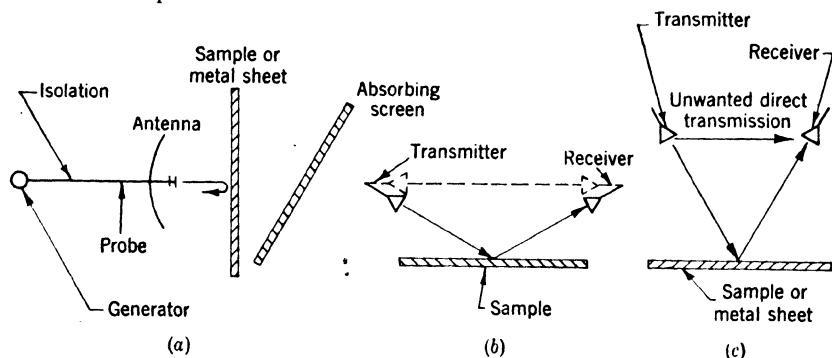 Sample or
metal sheet
Isolation
Antenna
Absorbing
screen
Probe
Generator
(a)
Transmitter
Receiver
Sample
(b)
Transmitter
Receiver
Unwanted direct
transmission
Sample or
metal sheet
(c)